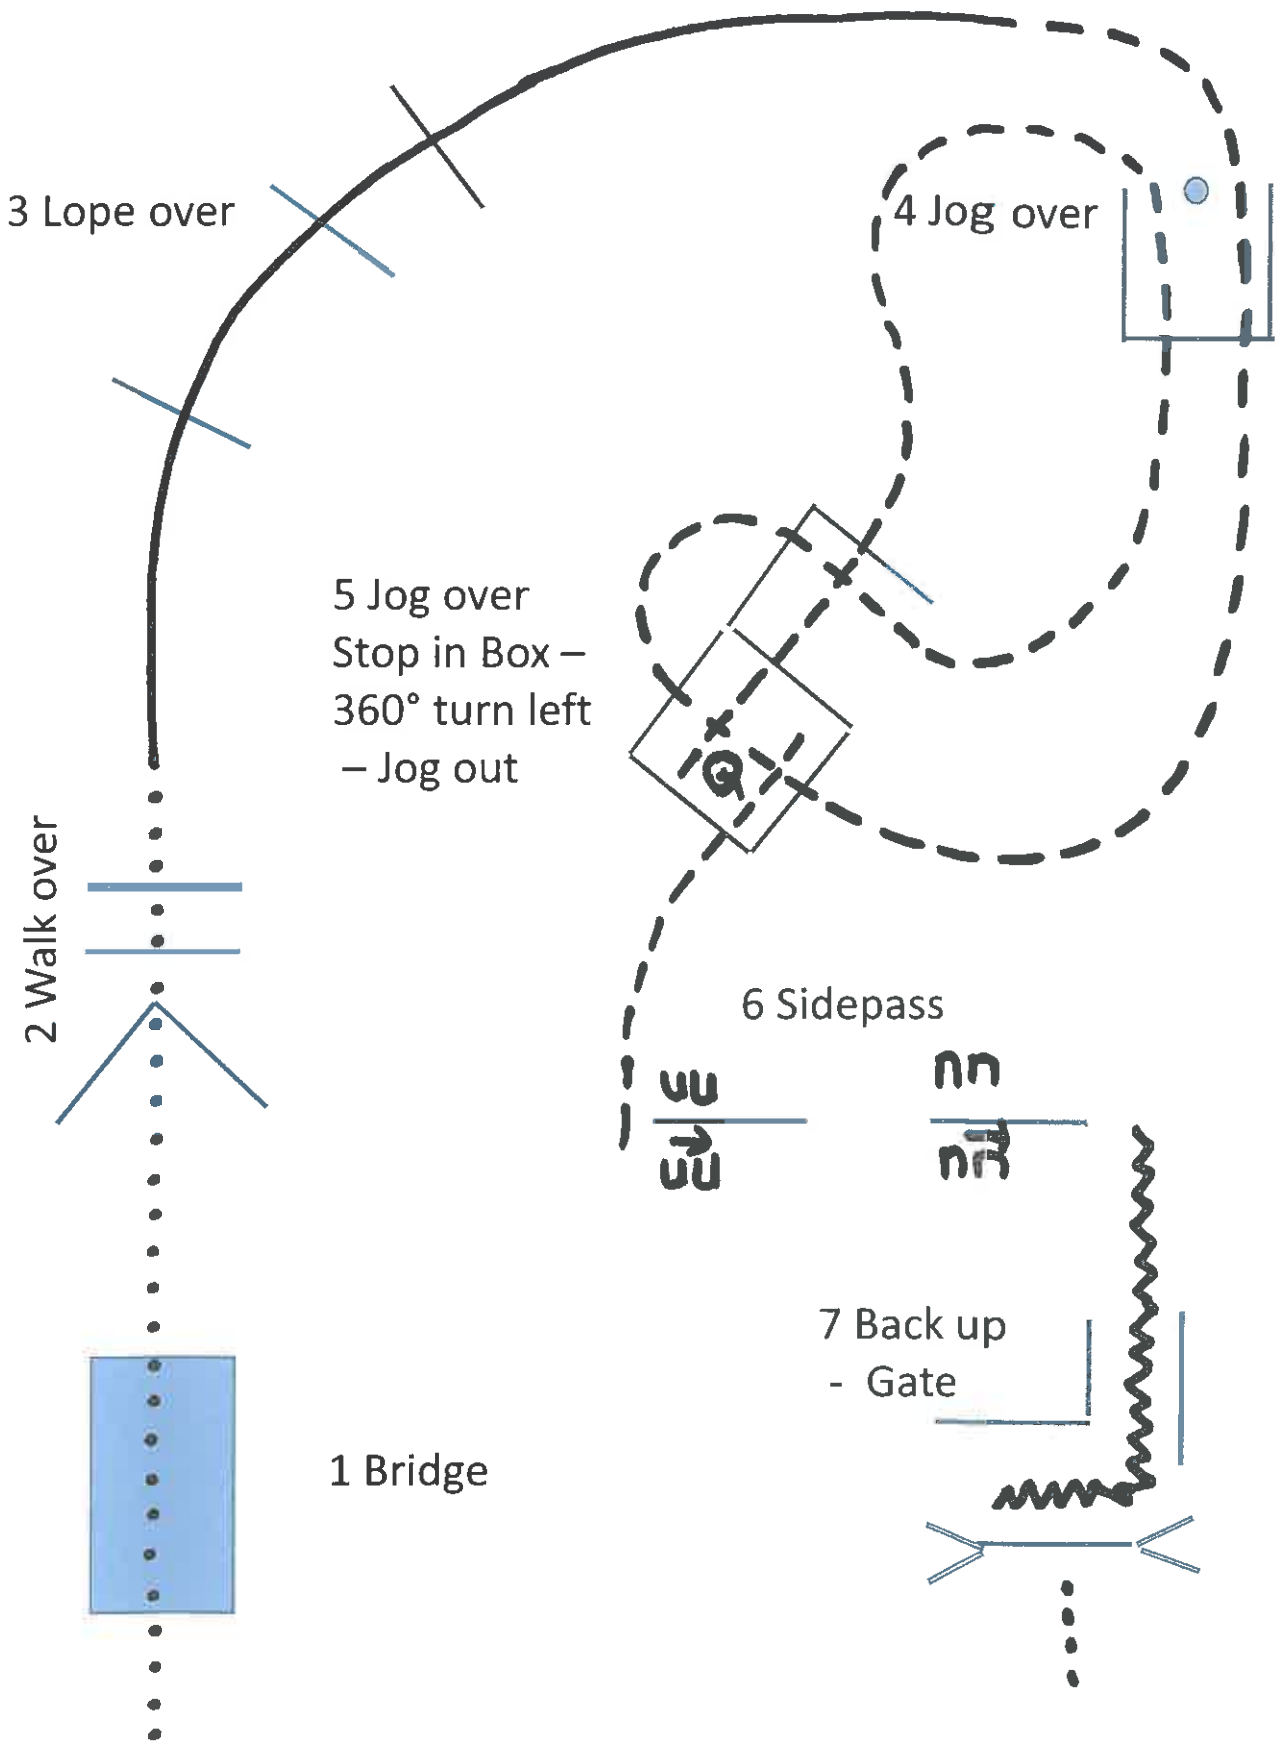 3 Lope over
4 Jog over
5 Jog over
Stop in Box –
360° turn left
– Jog out
2 Walk over
6 Sidepass
7 Back up
- Gate
1 Bridge